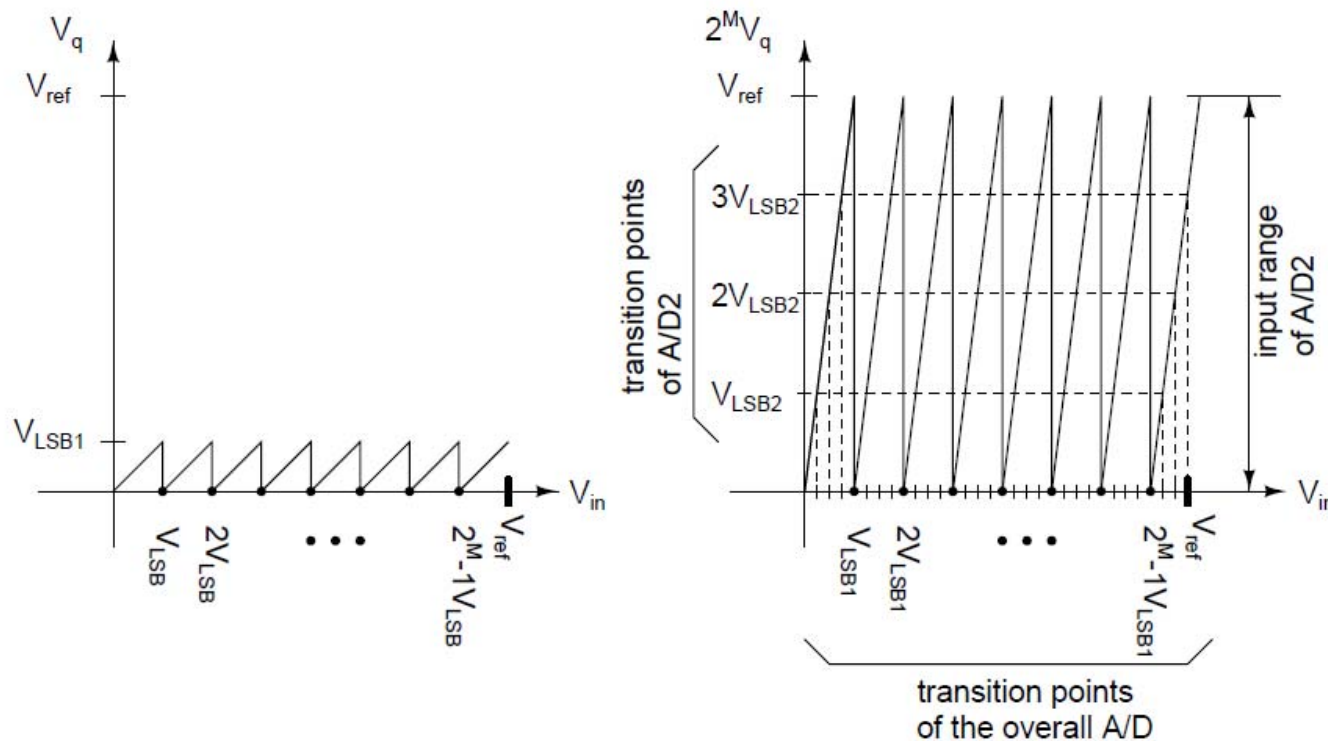 V_q
V_ref
V_LSB1
V_in
V_LSB
2V_LSB
• • •
2^M-1V_LSB
V_ref
2^MV_q
V_ref
3V_LSB2
2V_LSB2
V_LSB2
transition points
of A/D2
input range
of A/D2
V_in
V_LSB1
2V_LSB1
• • •
2^M-1V_LSB1
V_ref
transition points
of the overall A/D